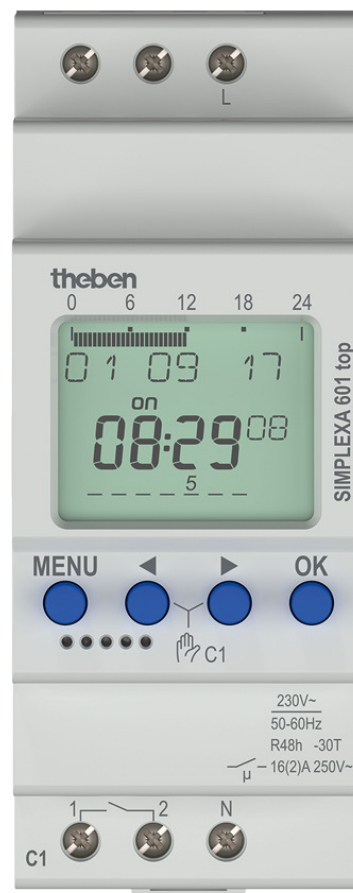 L
theben
0 6 12 18 24
01 09 17
on
08:29 08
5
SIMPLEXA 601 top
MENU ◄ ► OK
C1
230V~
50-60Hz
R48h -30T
µ 16(2)A 250V~
1 2 N
C1